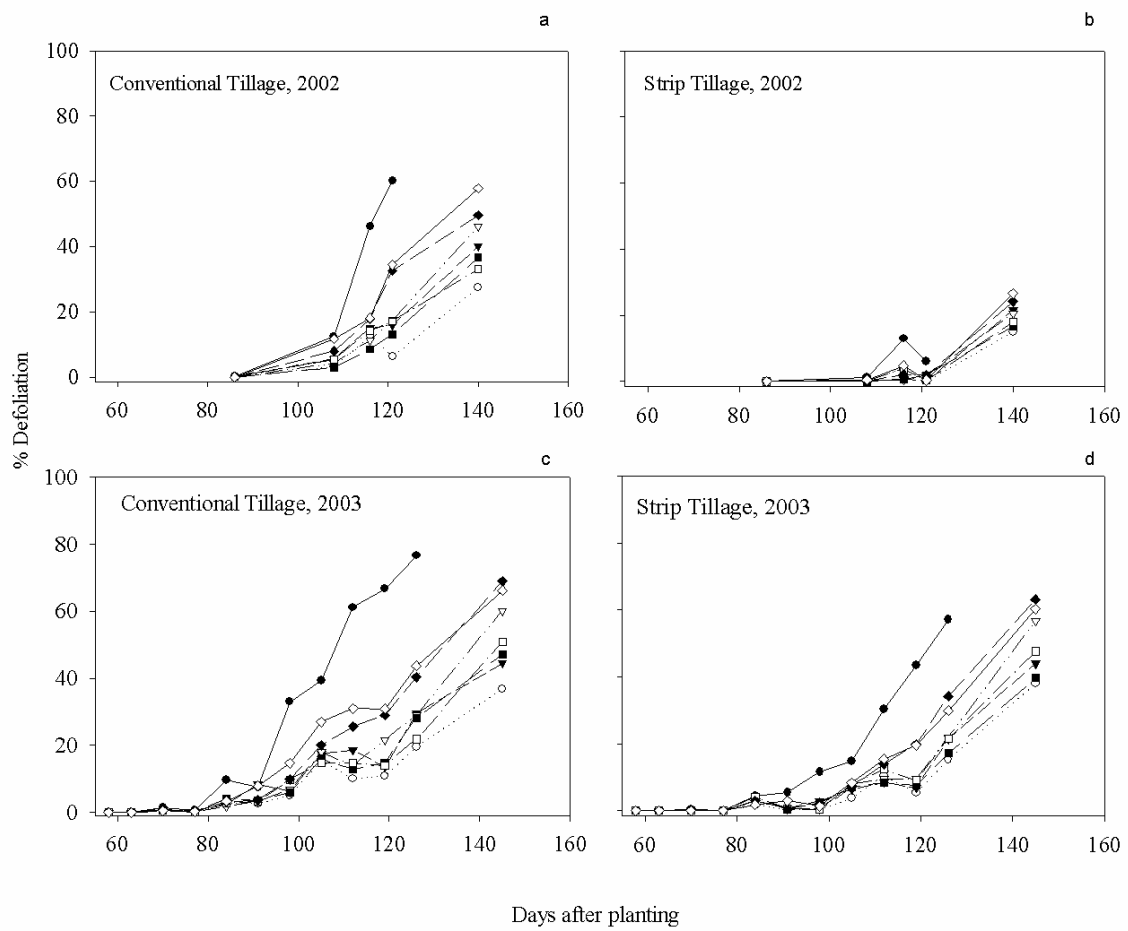 a
b
100
Conventional Tillage, 2002
Strip Tillage, 2002
80
60
40
20
0
60 80 100 120 140 160
60 80 100 120 140 160
% Defoliation
c
d
100
Conventional Tillage, 2003
Strip Tillage, 2003
80
60
40
20
0
60 80 100 120 140 160
60 80 100 120 140 160
Days after planting